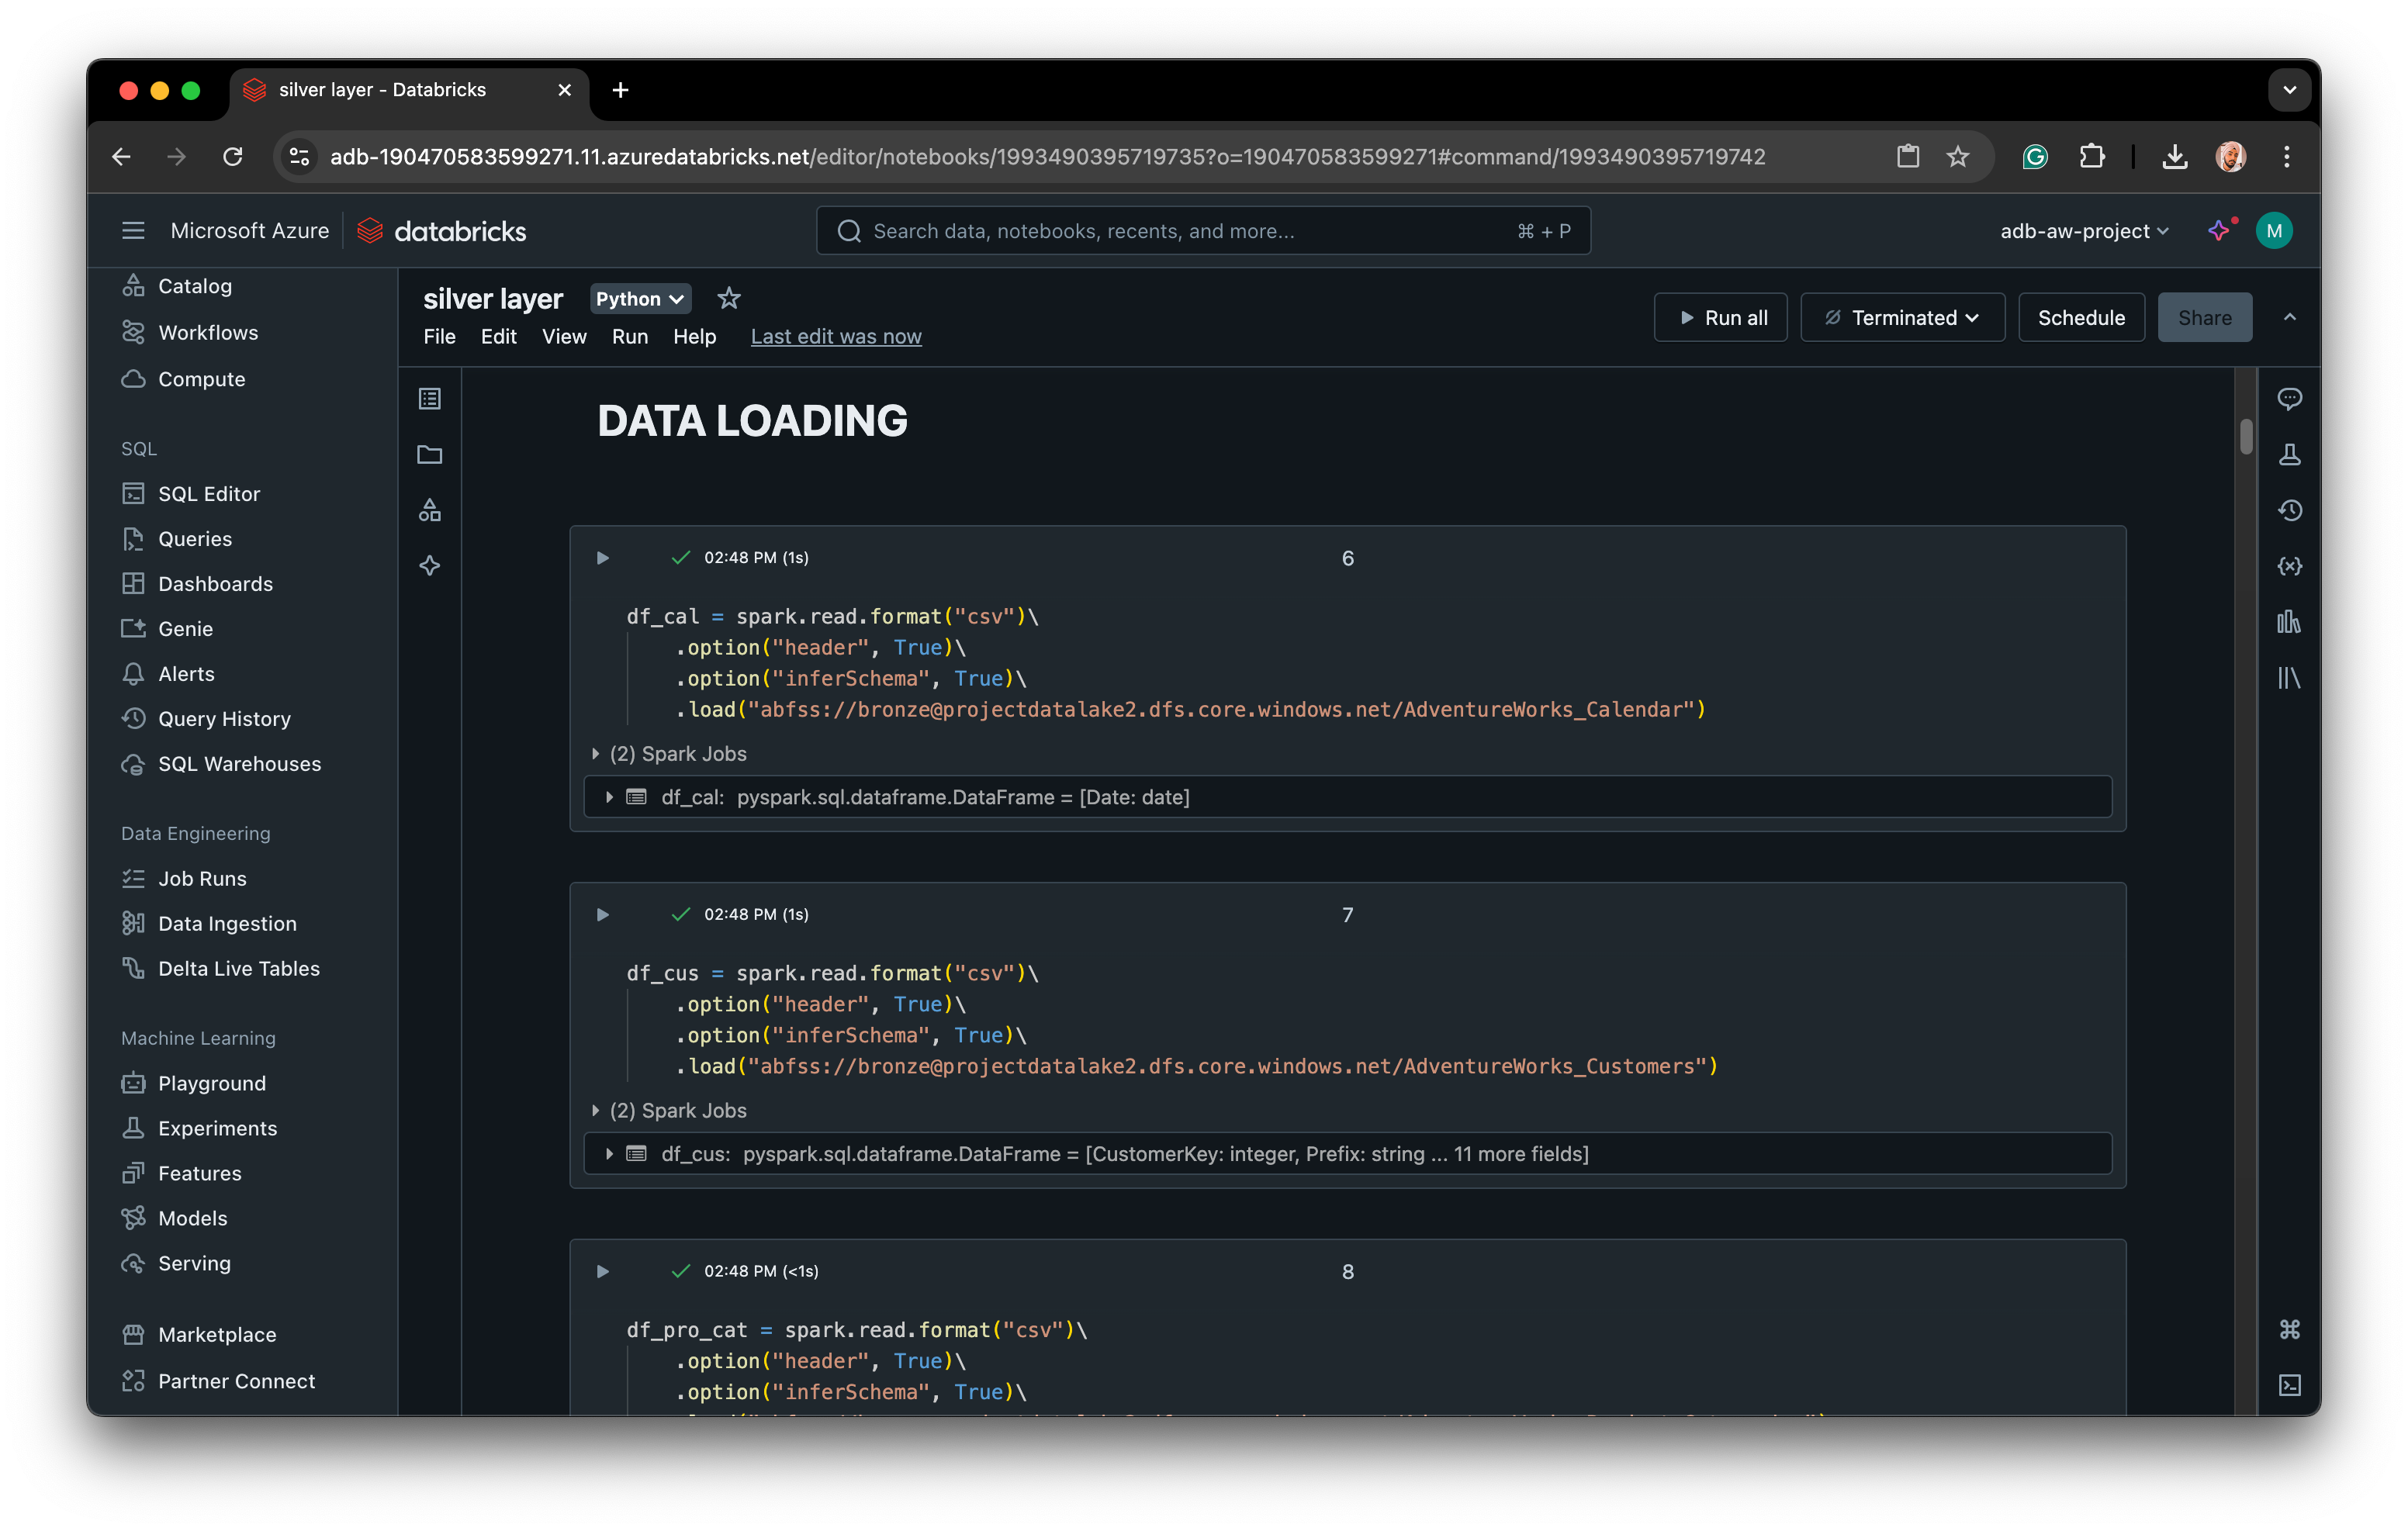 silver layer - Databricks
adb-190470583599271.11.azuredatabricks.net/editor/notebooks/1993490395719735?o=190470583599271#command/1993490395719742
Microsoft Azure
databricks
Search data, notebooks, recents, and more...
⌘ + P
adb-aw-project
M
Catalog
Workflows
Compute
SQL
SQL Editor
Queries
Dashboards
Genie
Alerts
Query History
SQL Warehouses
Data Engineering
Job Runs
Data Ingestion
Delta Live Tables
Machine Learning
Playground
Experiments
Features
Models
Serving
Marketplace
Partner Connect
silver layer
Python
File Edit View Run Help Last edit was now
Run all
Terminated
Schedule
Share
DATA LOADING
02:48 PM (1s)
6
df_cal = spark.read.format("csv")\
.option("header", True)\
.option("inferSchema", True)\
.load("abfss://bronze@projectdatalake2.dfs.core.windows.net/AdventureWorks_Calendar")
(2) Spark Jobs
df_cal: pyspark.sql.dataframe.DataFrame = [Date: date]
02:48 PM (1s)
7
df_cus = spark.read.format("csv")\
.option("header", True)\
.option("inferSchema", True)\
.load("abfss://bronze@projectdatalake2.dfs.core.windows.net/AdventureWorks_Customers")
(2) Spark Jobs
df_cus: pyspark.sql.dataframe.DataFrame = [CustomerKey: integer, Prefix: string ... 11 more fields]
02:48 PM (<1s)
8
df_pro_cat = spark.read.format("csv")\
.option("header", True)\
.option("inferSchema", True)\